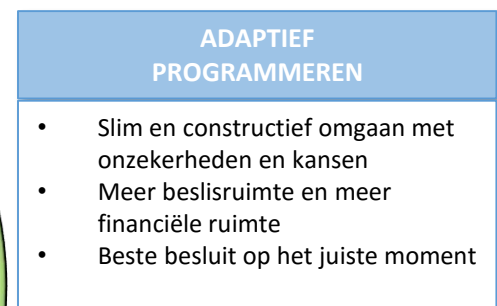 ADAPTIEF
PROGRAMMEREN
• Slim en constructief omgaan met
onzekerheden en kansen
• Meer beslisruimte en meer
financiële ruimte
• Beste besluit op het juiste moment